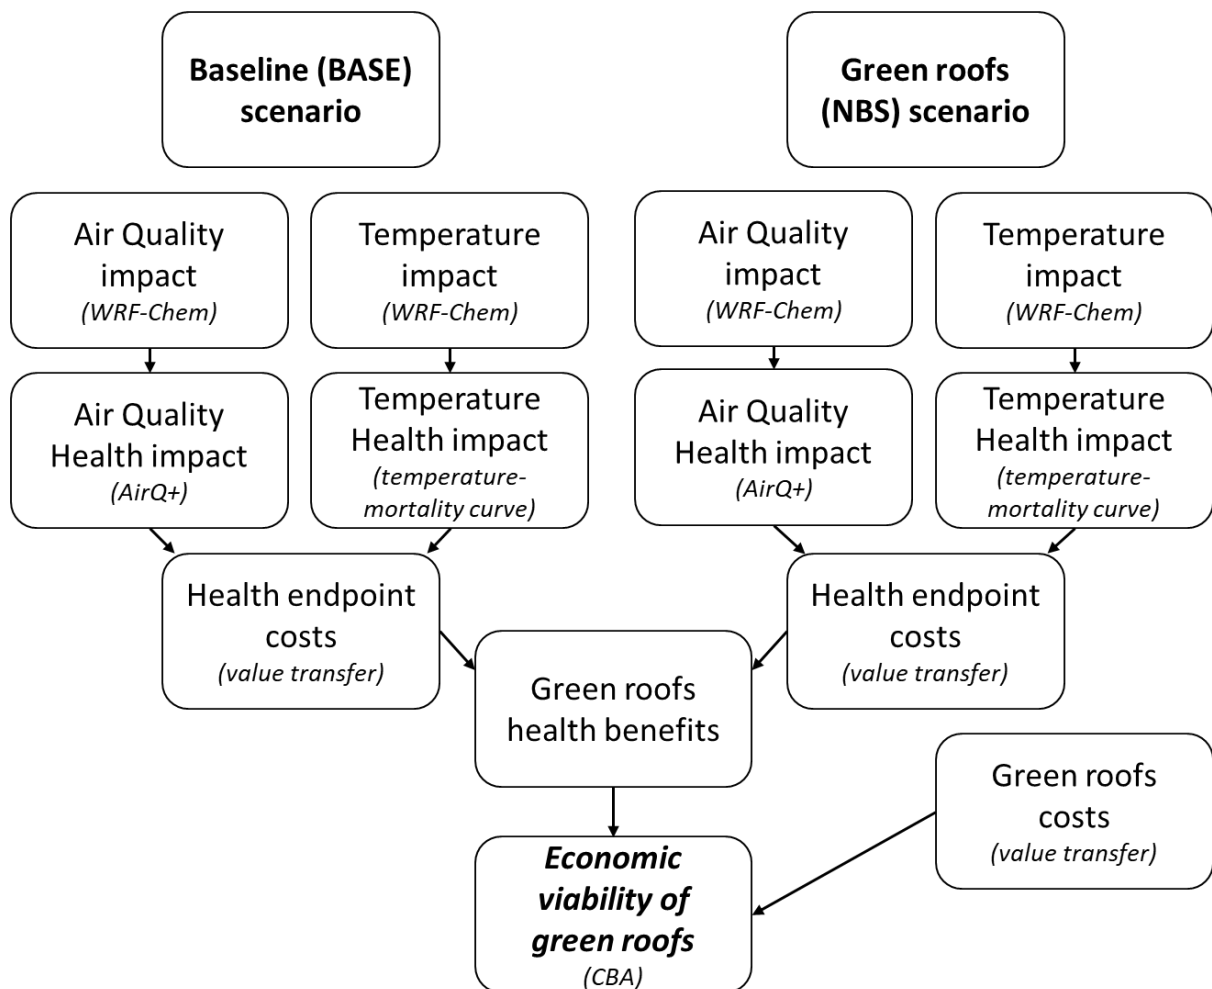 Baseline (BASE)
scenario
Green roofs
(NBS) scenario
Air Quality
impact
(WRF-Chem)
Temperature
impact
(WRF-Chem)
Air Quality
impact
(WRF-Chem)
Temperature
impact
(WRF-Chem)
Air Quality
Health impact
(AirQ+)
Temperature
Health impact
(temperature-
mortality curve)
Air Quality
Health impact
(AirQ+)
Temperature
Health impact
(temperature-
mortality curve)
Health endpoint
costs
(value transfer)
Health endpoint
costs
(value transfer)
Green roofs
health benefits
Green roofs
costs
(value transfer)
Economic
viability of
green roofs
(CBA)